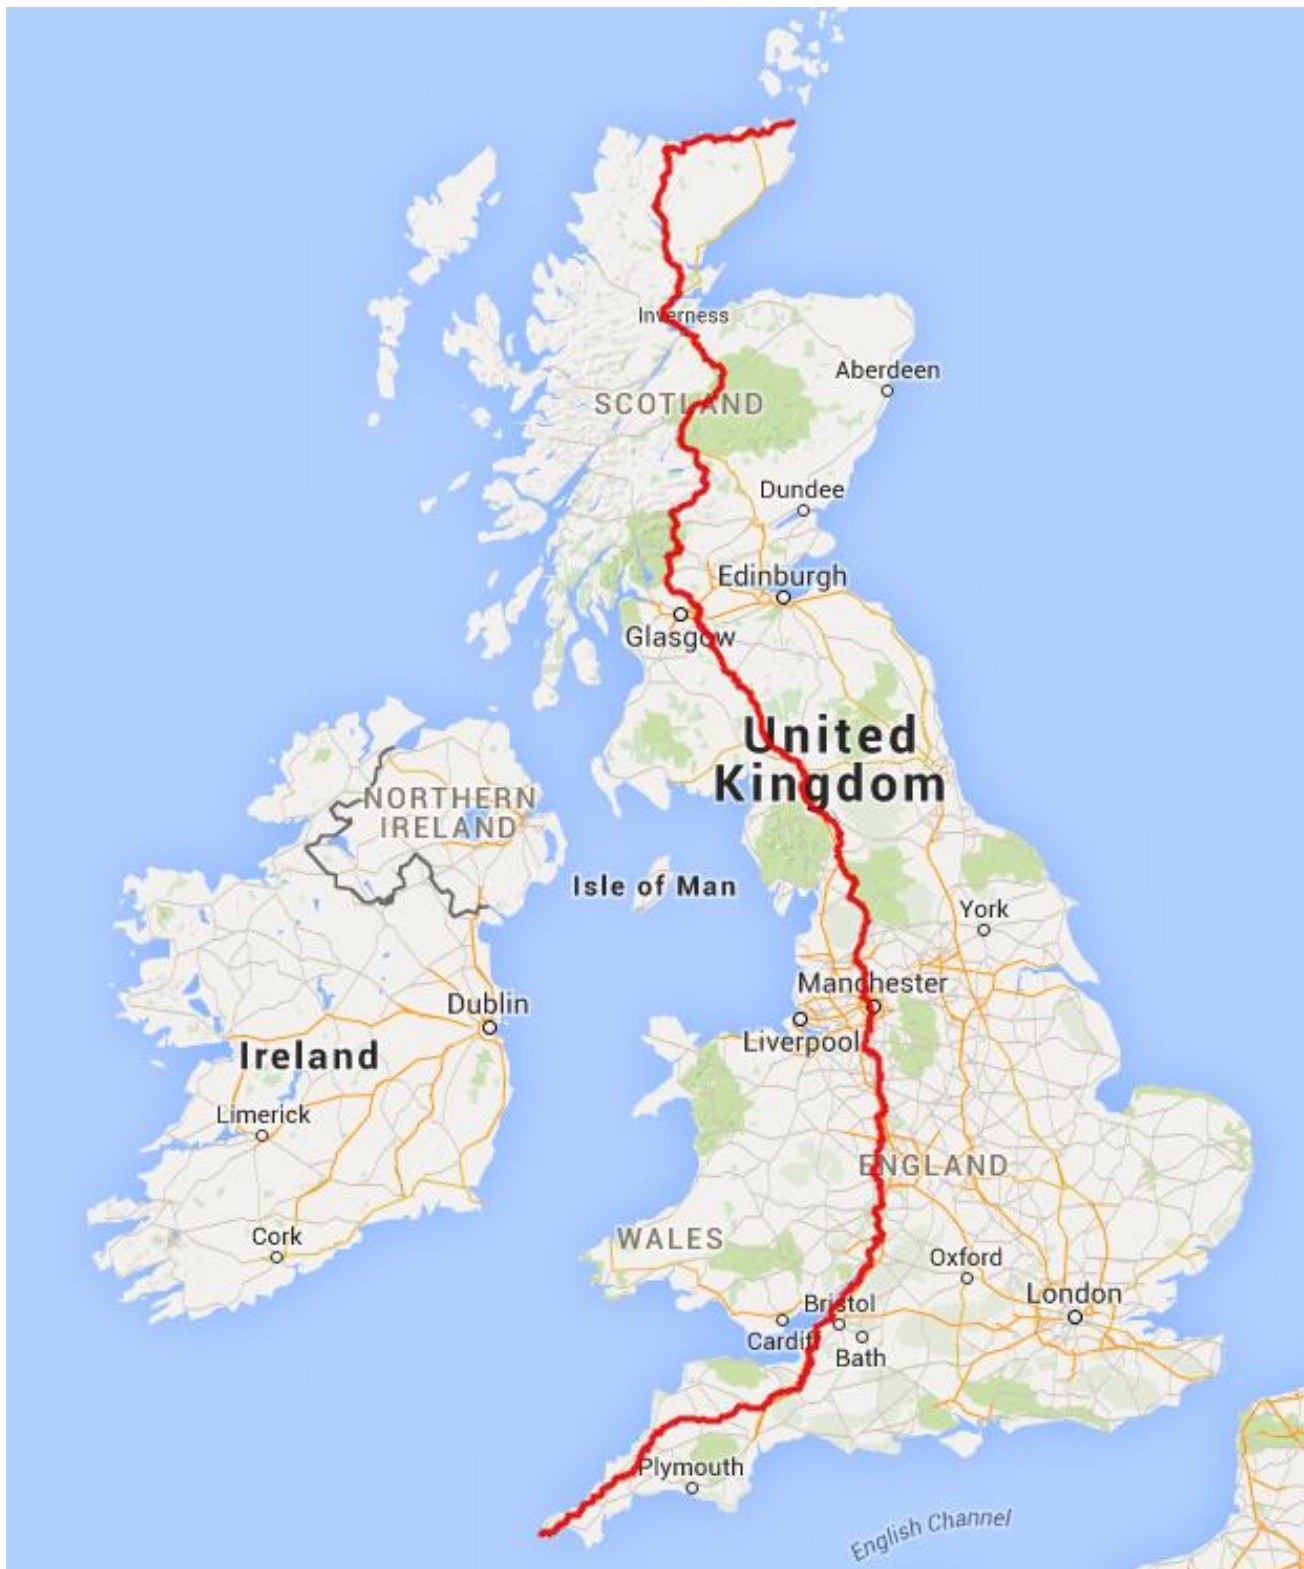 Inverness
Aberdeen
SCOTLAND
Dundee
Edinburgh
Glasgow
United
Kingdom
NORTHERN
IRELAND
Isle of Man
York
Manchester
Dublin
Liverpool
Ireland
Limerick
ENGLAND
WALES
Cork
Oxford
London
Bristol
Cardiff
Bath
Plymouth
English Channel